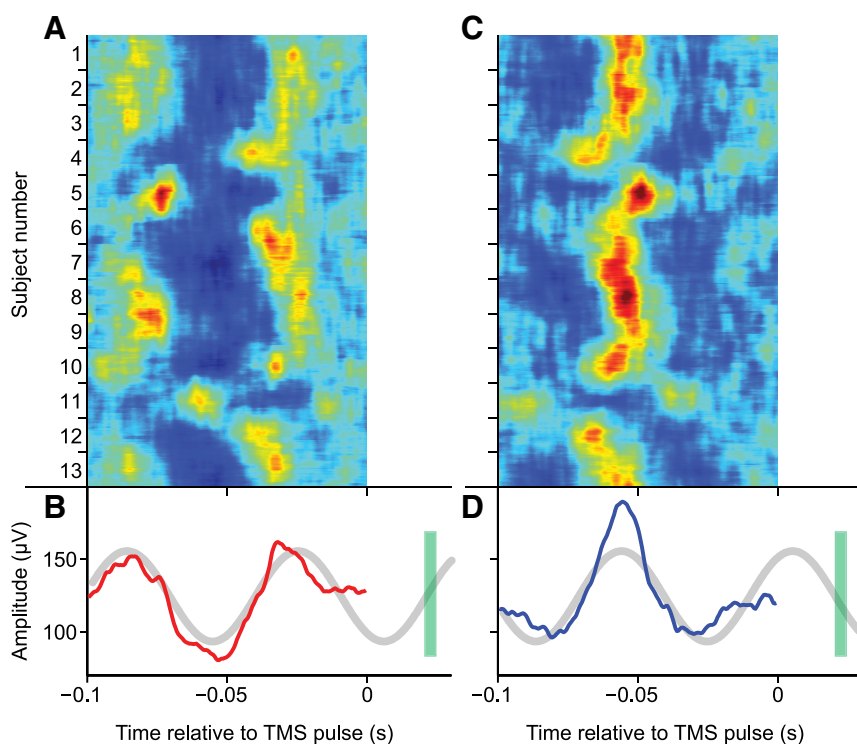 A
C
Subject number
1
2
3
4
5
6
7
8
9
10
11
12
13
B
D
Amplitude (μV)
150
100
−0.1
−0.05
0
−0.1
−0.05
0
Time relative to TMS pulse (s)
Time relative to TMS pulse (s)